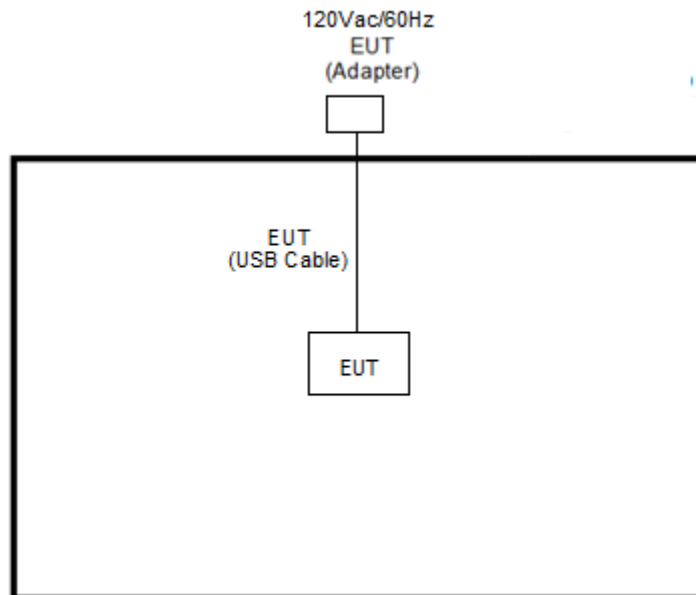 120Vac/60Hz
EUT
(Adapter)
EUT
(USB Cable)
EUT